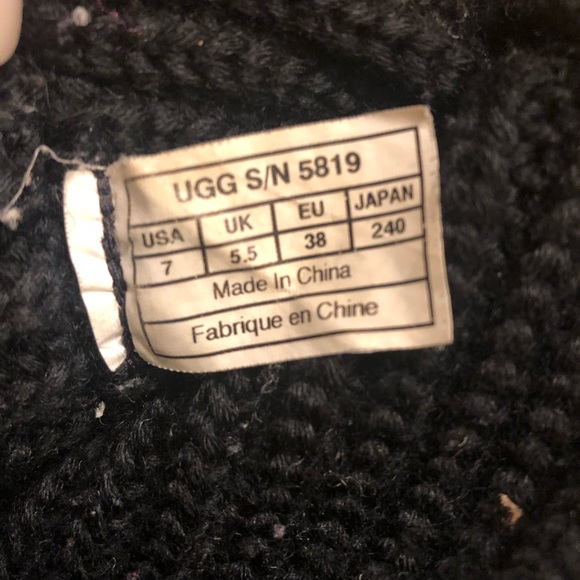 UGG S/N 5819
USA UK EU JAPAN
7 5.5 38 240
Made In China
Fabrique en Chine